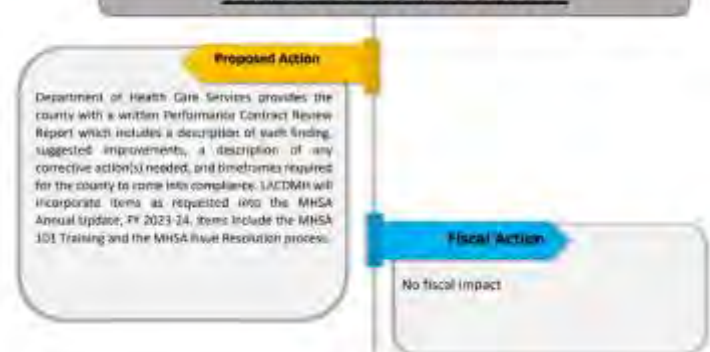 Proposed Action
Department of Health Care Services provides the
county with a written Performance Contract Review
Report which includes a description of each finding,
suggested improvements, a description of any
corrective action(s) needed, and timeframes required
for the county to come into compliance. LACDMH will
incorporate items as requested into the MHSA
Annual Update, FY 2023-24. Items include the MHSA
101 Training and the MHSA Issue Resolution process.
Fiscal Action
No fiscal impact